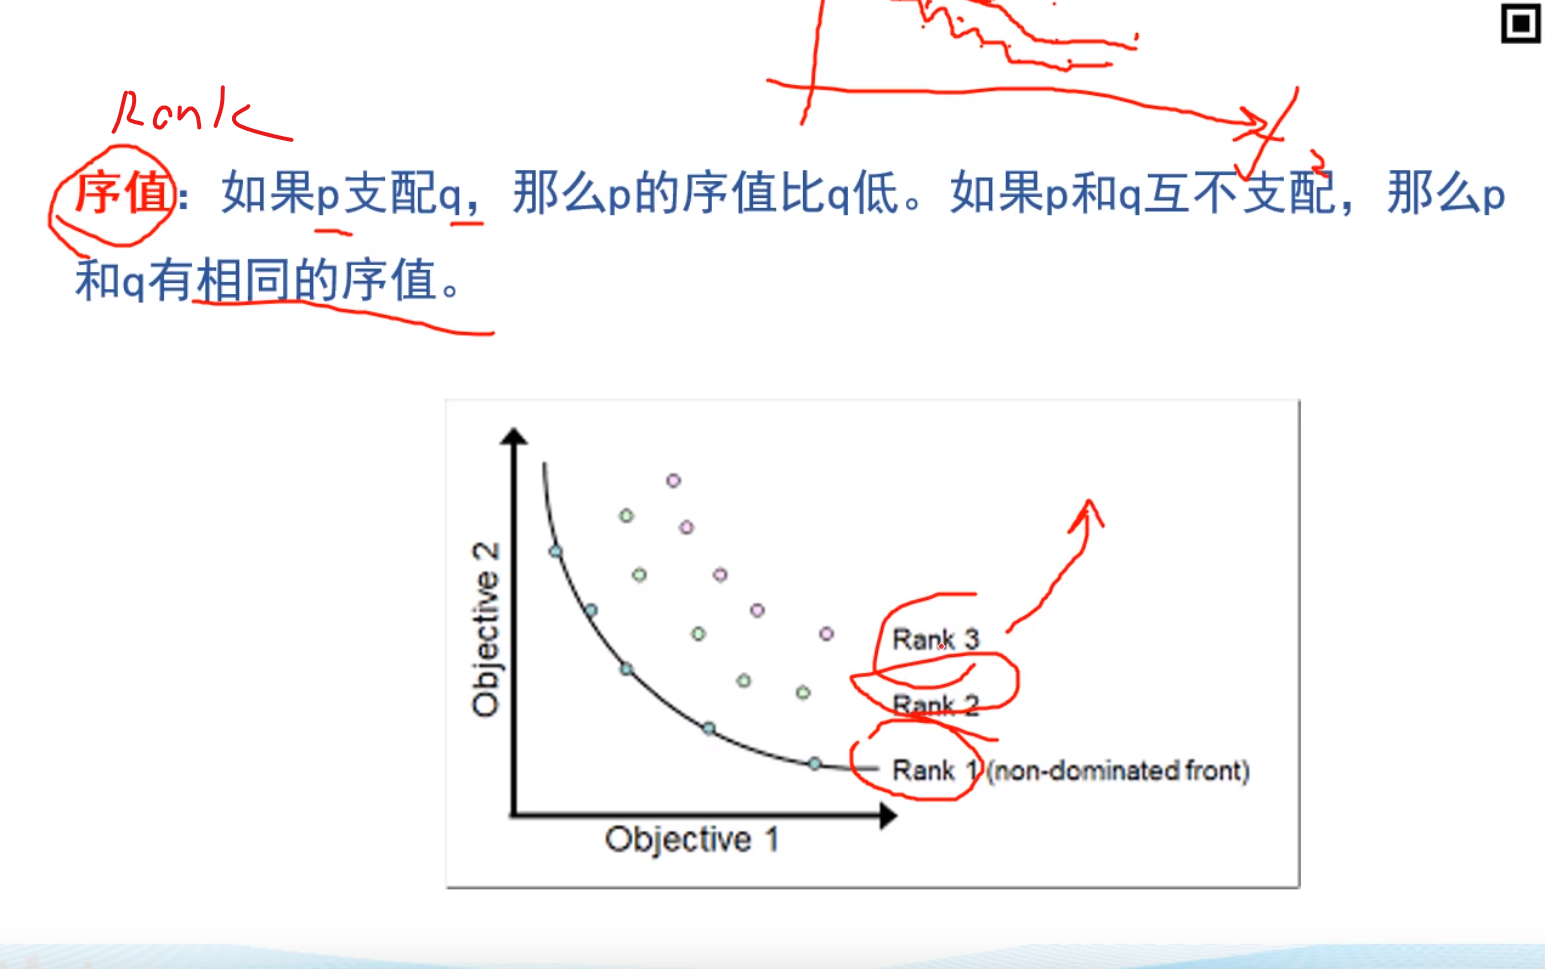 Rank
序值：如果p支配q，那么p的序值比q低。如果p和q互不支配，那么p
和q有相同的序值。
Objective 2
Rank 3
Rank 2
Rank 1 (non-dominated front)
Objective 1